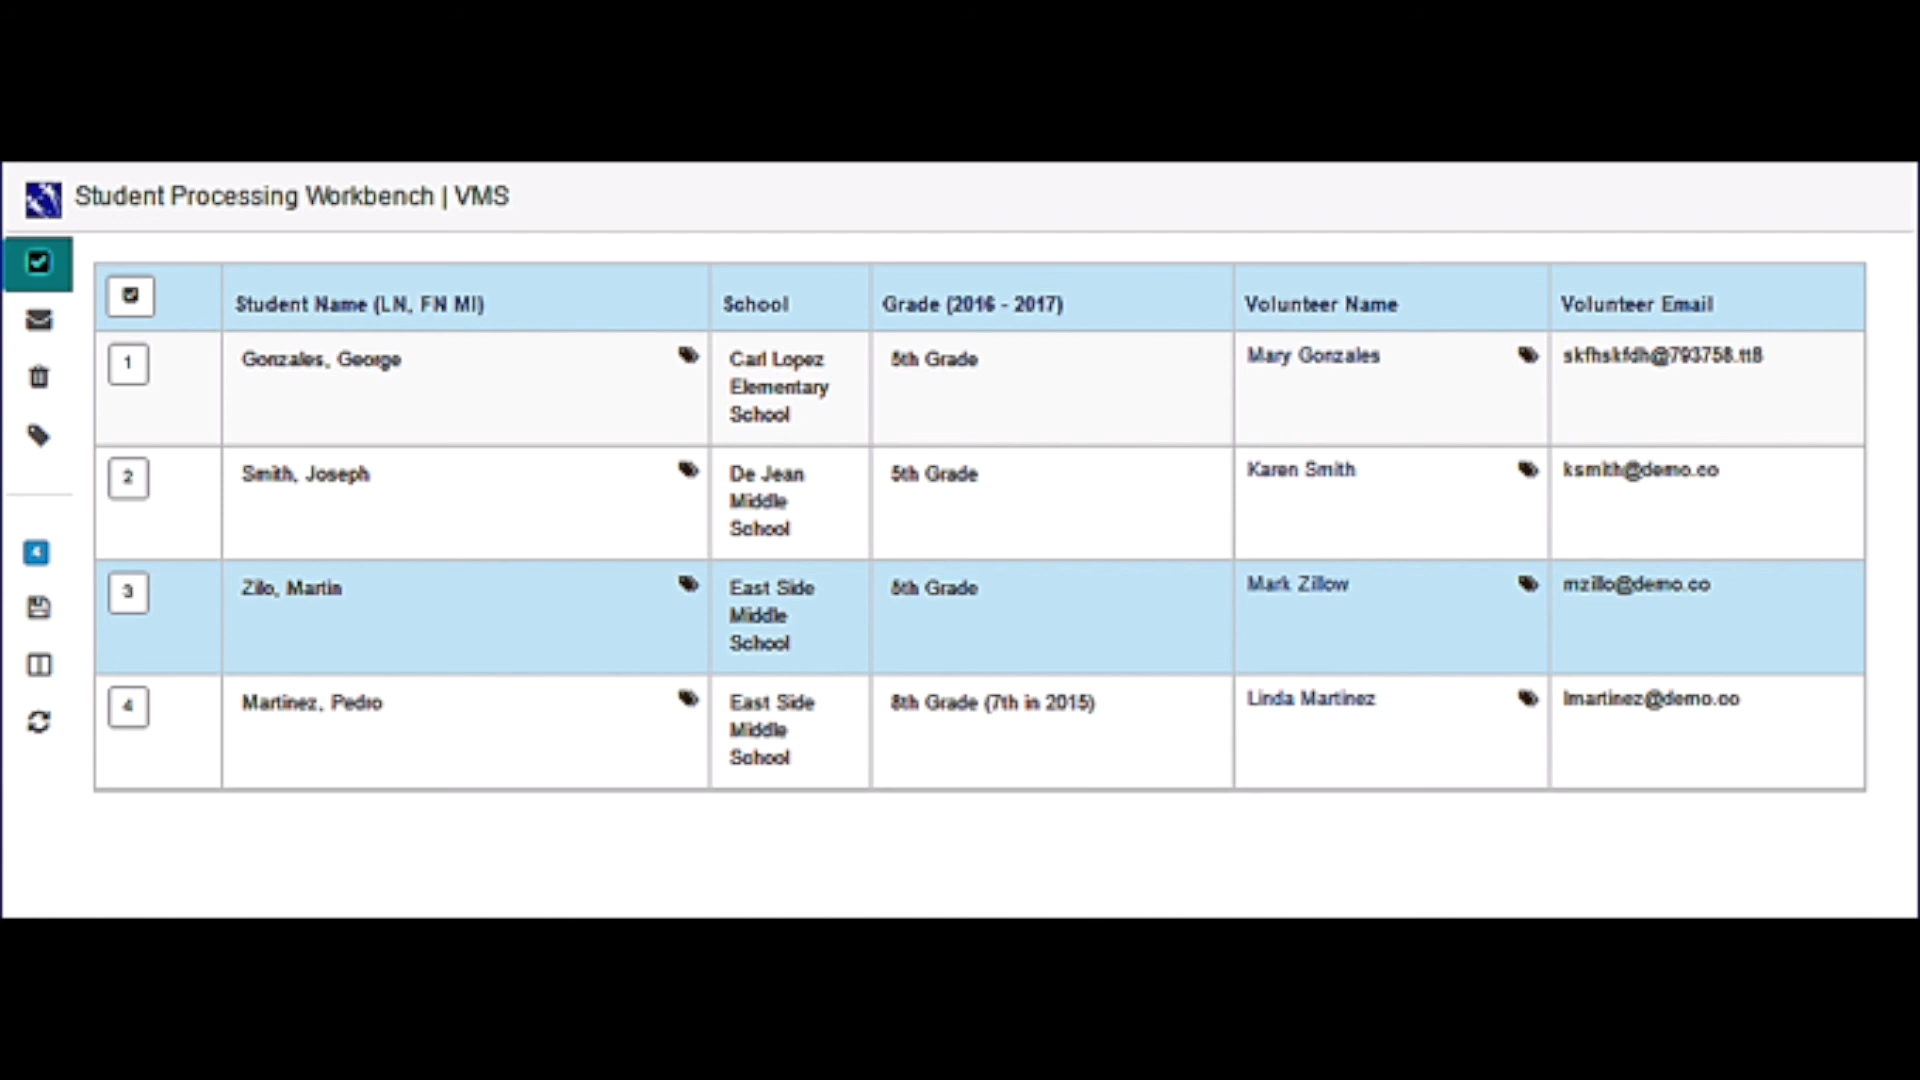 Student Processing Workbench | VMS
Student Name (LN, FN MI) School Grade (2016 - 2017) Volunteer Name Volunteer Email
1 Gonzales, George Carl Lopez 5th Grade Mary Gonzales skfhskfdh@793758.tt8
Elementary
School
2 Smith, Joseph De Jean 5th Grade Karen Smith ksmith@demo.co
Middle
School
3 Zilo, Martin East Side Grade Mark Zillow mzillo@demo.co
Middle
School
4 Martinez, Pedro East Side 8th Grade (7th in 2015) Linda Martinez lmartinez@demo.co
Middle
School
4